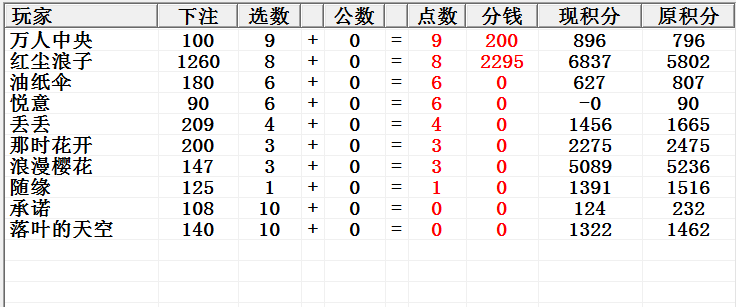 玩家 下注 选数 公数 点数 分钱 现积分 原积分
万人中央 100 9 + 0 = 9 200 896 796
红尘浪子 1260 8 + 0 = 8 2295 6837 5802
油纸伞 180 6 + 0 = 6 0 627 807
悦意 90 6 + 0 = 6 0 -0 90
丢丢 209 4 + 0 = 4 0 1456 1665
那时花开 200 3 + 0 = 3 0 2275 2475
浪漫樱花 147 3 + 0 = 3 0 5089 5236
随缘 125 1 + 0 = 1 0 1391 1516
承诺 108 10 + 0 = 0 0 124 232
落叶的天空 140 10 + 0 = 0 0 1322 1462